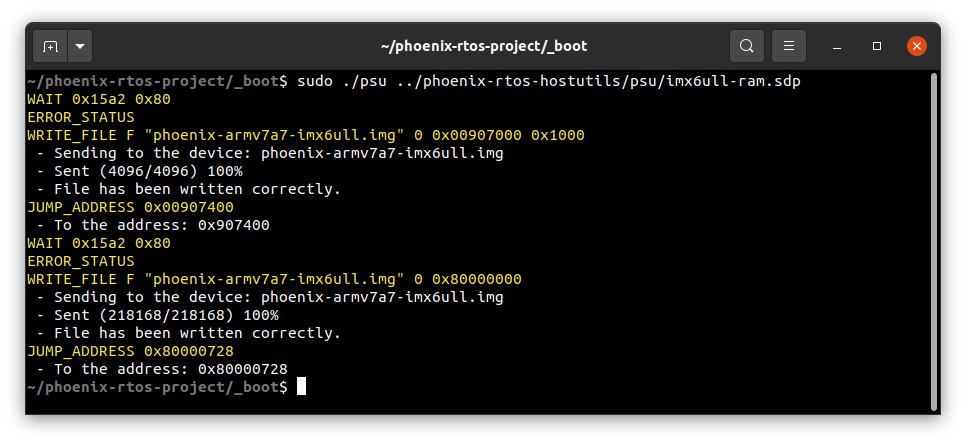 ~/phoenix-rtos-project/_boot
~/phoenix-rtos-project/_boot$ sudo ./psu ../phoenix-rtos-hostutils/psu/imx6ull-ram.sdp
WAIT 0x15a2 0x80
ERROR_STATUS
WRITE_FILE F "phoenix-armv7a7-imx6ull.img" 0 0x00907000 0x1000
 - Sending to the device: phoenix-armv7a7-imx6ull.img
 - Sent (4096/4096) 100%
 - File has been written correctly.
JUMP_ADDRESS 0x00907400
 - To the address: 0x907400
WAIT 0x15a2 0x80
ERROR_STATUS
WRITE_FILE F "phoenix-armv7a7-imx6ull.img" 0 0x80000000
 - Sending to the device: phoenix-armv7a7-imx6ull.img
 - Sent (218168/218168) 100%
 - File has been written correctly.
JUMP_ADDRESS 0x80000728
 - To the address: 0x80000728
~/phoenix-rtos-project/_boot$